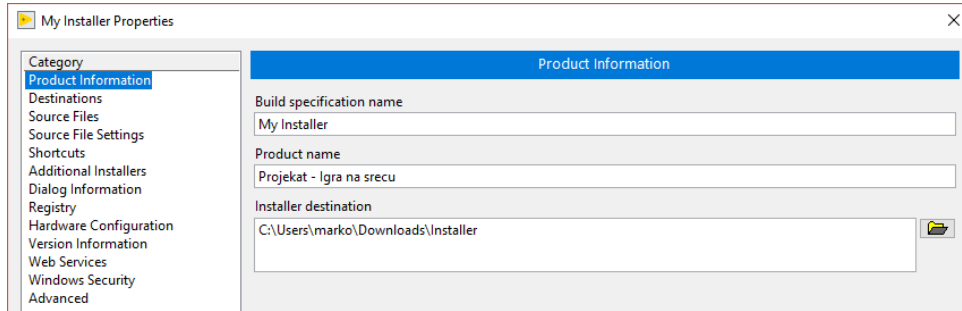 My Installer Properties
Category
Product Information
Destinations
Source Files
Source File Settings
Shortcuts
Additional Installers
Dialog Information
Registry
Hardware Configuration
Version Information
Web Services
Windows Security
Advanced
Product Information
Build specification name
My Installer
Product name
Projekat - Igra na srecu
Installer destination
C:\Users\marko\Downloads\Installer